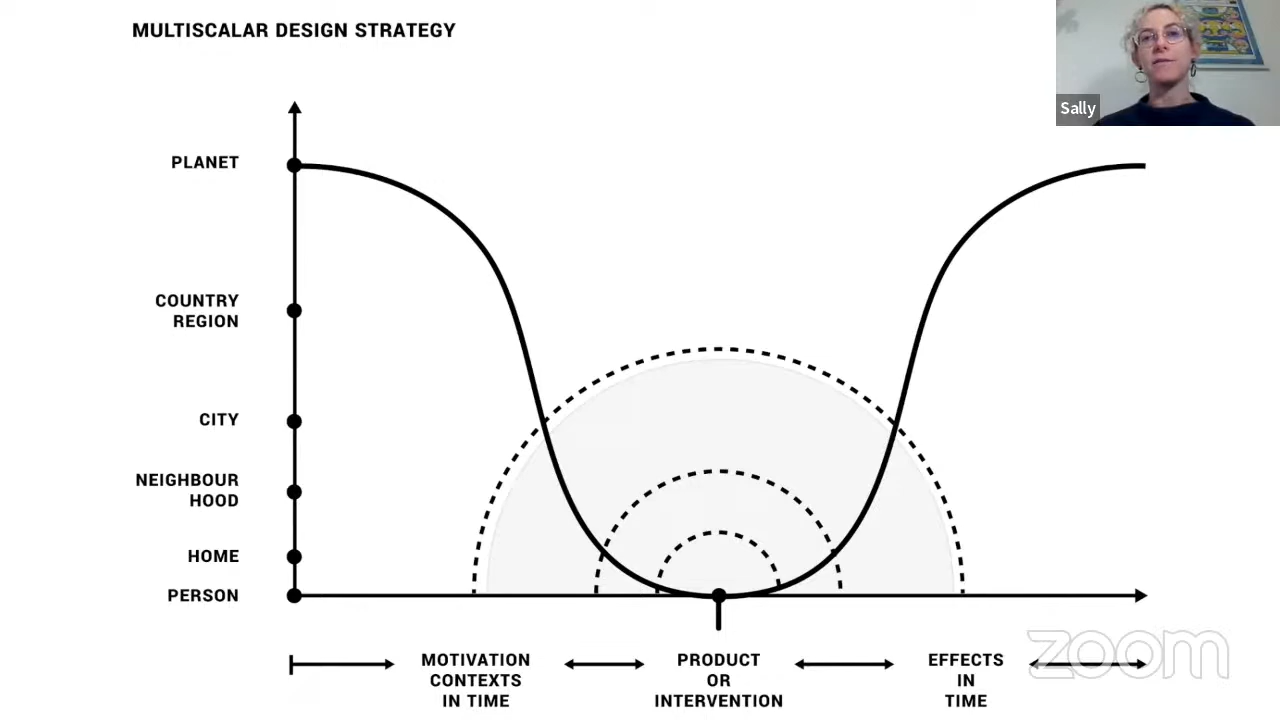 MULTISCALAR DESIGN STRATEGY
Sally
PLANET
COUNTRY
REGION
CITY
NEIGHBOUR
HOOD
HOME
PERSON
MOTIVATION
CONTEXTS
IN TIME
PRODUCT
OR
INTERVENTION
EFFECTS
IN
TIME
zoom